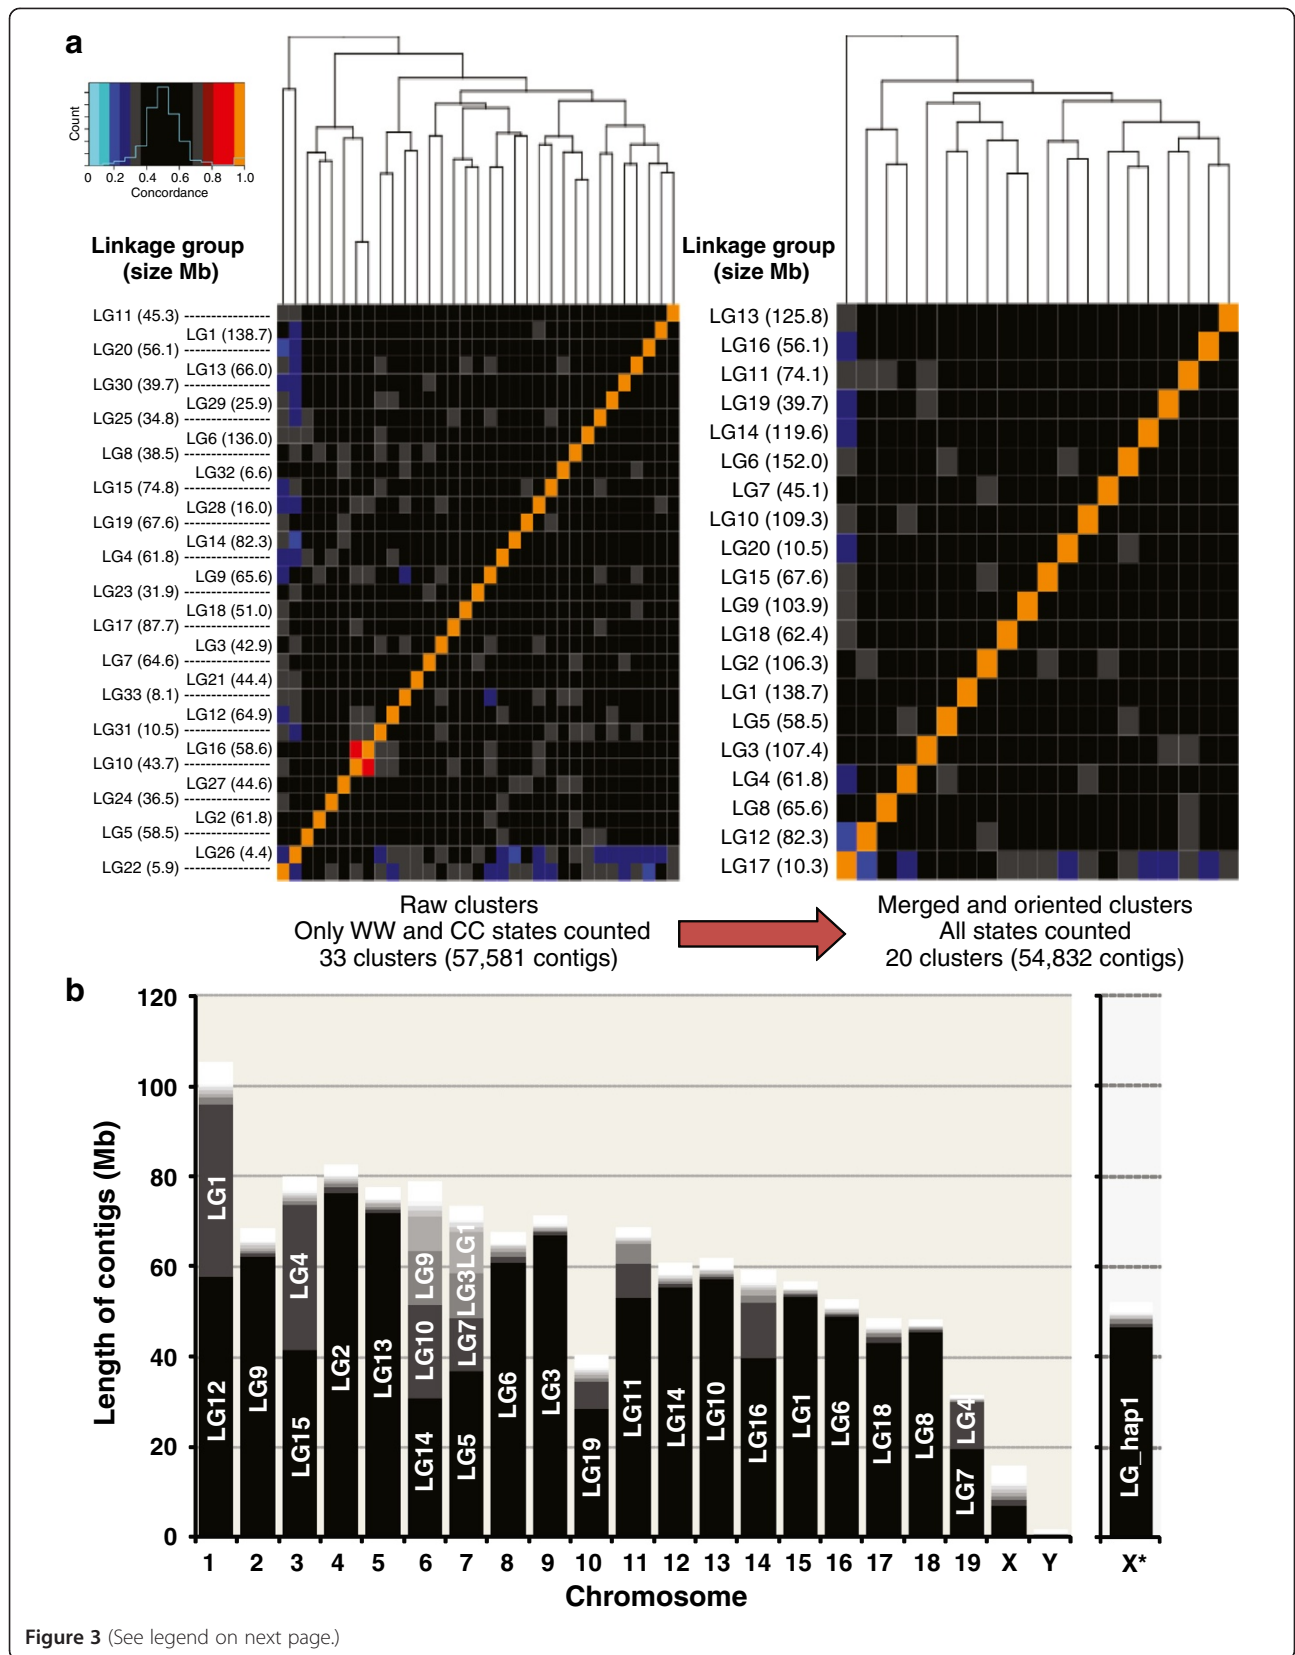 a
Count
0 0.2 0.4 0.6 0.8 1.0
Concordance
Linkage group
(size Mb)
LG11 (45.3) ----------------
LG1 (138.7)
LG20 (56.1) ----------------
LG13 (66.0)
LG30 (39.7) ----------------
LG29 (25.9)
LG25 (34.8) ----------------
LG6 (136.0)
LG8 (38.5) ----------------
LG32 (6.6)
LG15 (74.8) ----------------
LG28 (16.0)
LG19 (67.6) ----------------
LG14 (82.3)
LG4 (61.8) ----------------
LG9 (65.6)
LG23 (31.9) ----------------
LG18 (51.0)
LG17 (87.7) ----------------
LG3 (42.9)
LG7 (64.6) ----------------
LG21 (44.4)
LG33 (8.1) ----------------
LG12 (64.9)
LG31 (10.5) ----------------
LG16 (58.6)
LG10 (43.7) ----------------
LG27 (44.6)
LG24 (36.5) ----------------
LG2 (61.8)
LG5 (58.5) ----------------
LG26 (4.4)
LG22 (5.9) ----------------
Raw clusters
Only WW and CC states counted
33 clusters (57,581 contigs)
Linkage group
(size Mb)
LG13 (125.8)
LG16 (56.1)
LG11 (74.1)
LG19 (39.7)
LG14 (119.6)
LG6 (152.0)
LG7 (45.1)
LG10 (109.3)
LG20 (10.5)
LG15 (67.6)
LG9 (103.9)
LG18 (62.4)
LG2 (106.3)
LG1 (138.7)
LG5 (58.5)
LG3 (107.4)
LG4 (61.8)
LG8 (65.6)
LG12 (82.3)
LG17 (10.3)
Merged and oriented clusters
All states counted
20 clusters (54,832 contigs)
b
Length of contigs (Mb)
120
100
80
60
40
20
0
LG12
LG1
LG9
LG15
LG4
LG2
LG13
LG14
LG10
LG9
LG5
LG7
LG3
LG1
LG6
LG3
LG19
LG11
LG14
LG10
LG16
LG1
LG6
LG18
LG8
LG7
LG4
LG_hap1
1 2 3 4 5 6 7 8 9 10 11 12 13 14 15 16 17 18 19 X Y X*
Chromosome
Figure 3 (See legend on next page.)